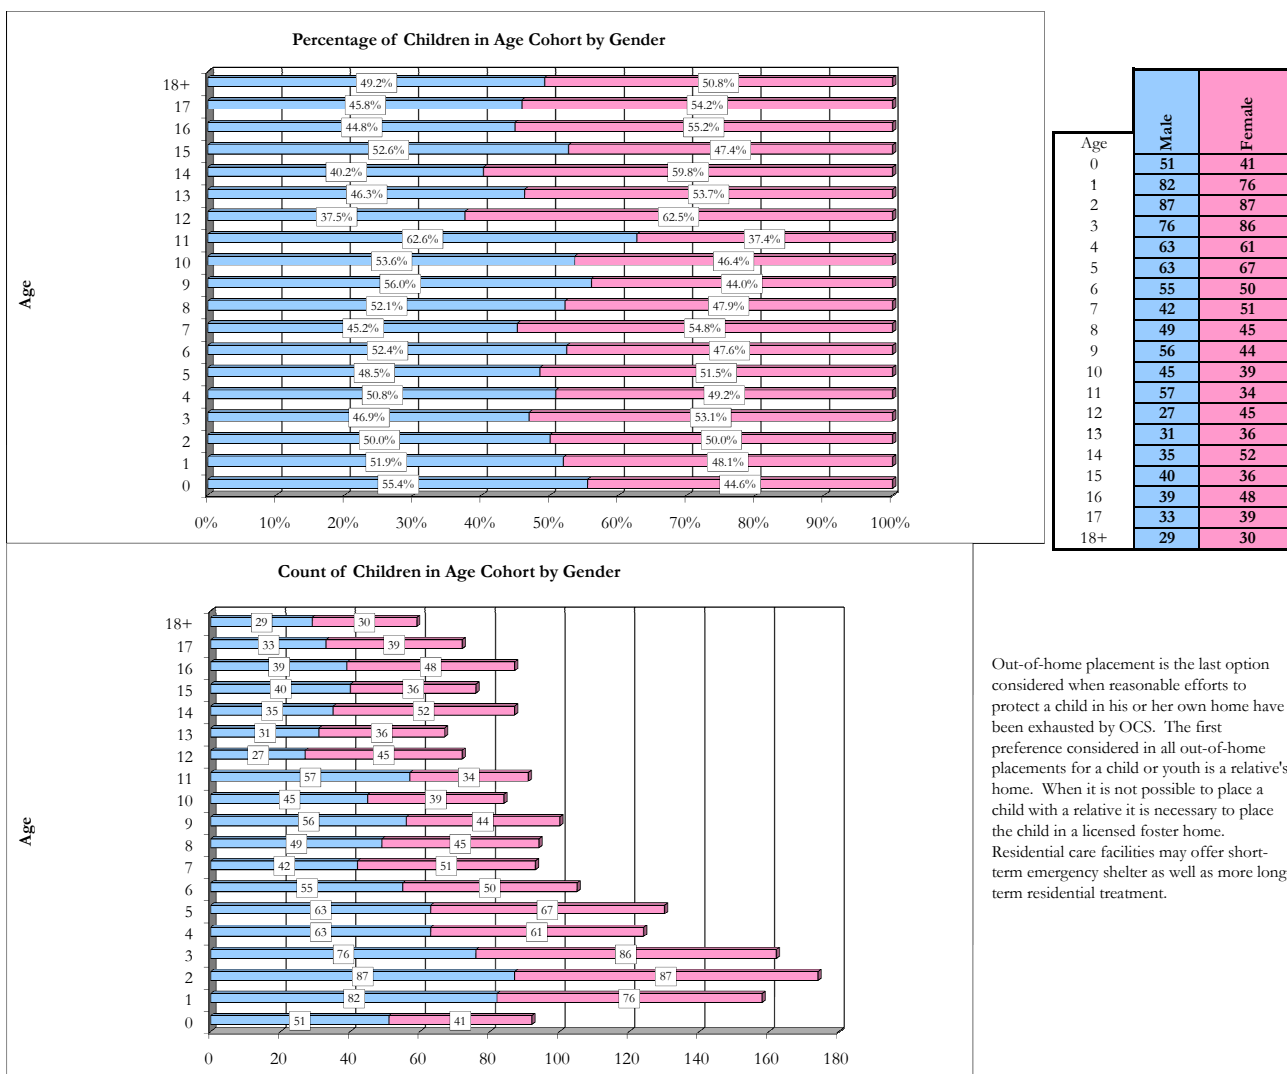 Percentage of Children in Age Cohort by Gender
Age
18+ 49.2% 50.8%
17 45.8% 54.2%
16 44.8% 55.2%
15 52.6% 47.4%
14 40.2% 59.8%
13 46.3% 53.7%
12 37.5% 62.5%
11 62.6% 37.4%
10 53.6% 46.4%
9 56.0% 44.0%
8 52.1% 47.9%
7 45.2% 54.8%
6 52.4% 47.6%
5 48.5% 51.5%
4 50.8% 49.2%
3 46.9% 53.1%
2 50.0% 50.0%
1 51.9% 48.1%
0 55.4% 44.6%
0% 10% 20% 30% 40% 50% 60% 70% 80% 90% 100%
Age Male Female
0 51 41
1 82 76
2 87 87
3 76 86
4 63 61
5 63 67
6 55 50
7 42 51
8 49 45
9 56 44
10 45 39
11 57 34
12 27 45
13 31 36
14 35 52
15 40 36
16 39 48
17 33 39
18+ 29 30
Count of Children in Age Cohort by Gender
Age
18+ 29 30
17 33 39
16 39 48
15 40 36
14 35 52
13 31 36
12 27 45
11 57 34
10 45 39
9 56 44
8 49 45
7 42 51
6 55 50
5 63 67
4 63 61
3 76 86
2 87 87
1 82 76
0 51 41
0 20 40 60 80 100 120 140 160 180
Out-of-home placement is the last option
considered when reasonable efforts to
protect a child in his or her own home have
been exhausted by OCS. The first
preference considered in all out-of-home
placements for a child or youth is a relative's
home. When it is not possible to place a
child with a relative it is necessary to place
the child in a licensed foster home.
Residential care facilities may offer short-
term emergency shelter as well as more long
term residential treatment.